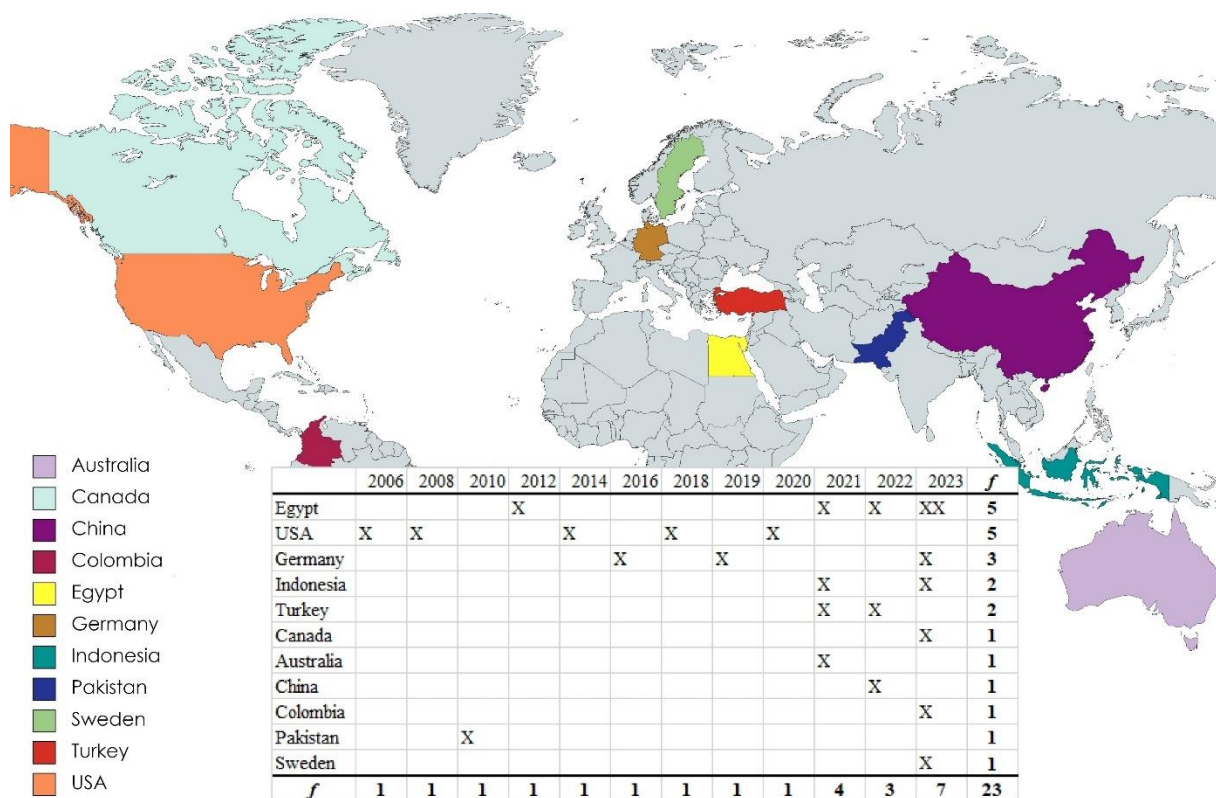 Australia
Canada
China
Colombia
Egypt
Germany
Indonesia
Pakistan
Sweden
Turkey
USA
2006 2008 2010 2012 2014 2016 2018 2019 2020 2021 2022 2023 f
Egypt X X X XX 5
USA X X X X X 5
Germany X X X 3
Indonesia X X 2
Turkey X X 2
Canada X 1
Australia X 1
China X 1
Colombia X 1
Pakistan X 1
Sweden X 1
f 1 1 1 1 1 1 1 1 1 4 3 7 23